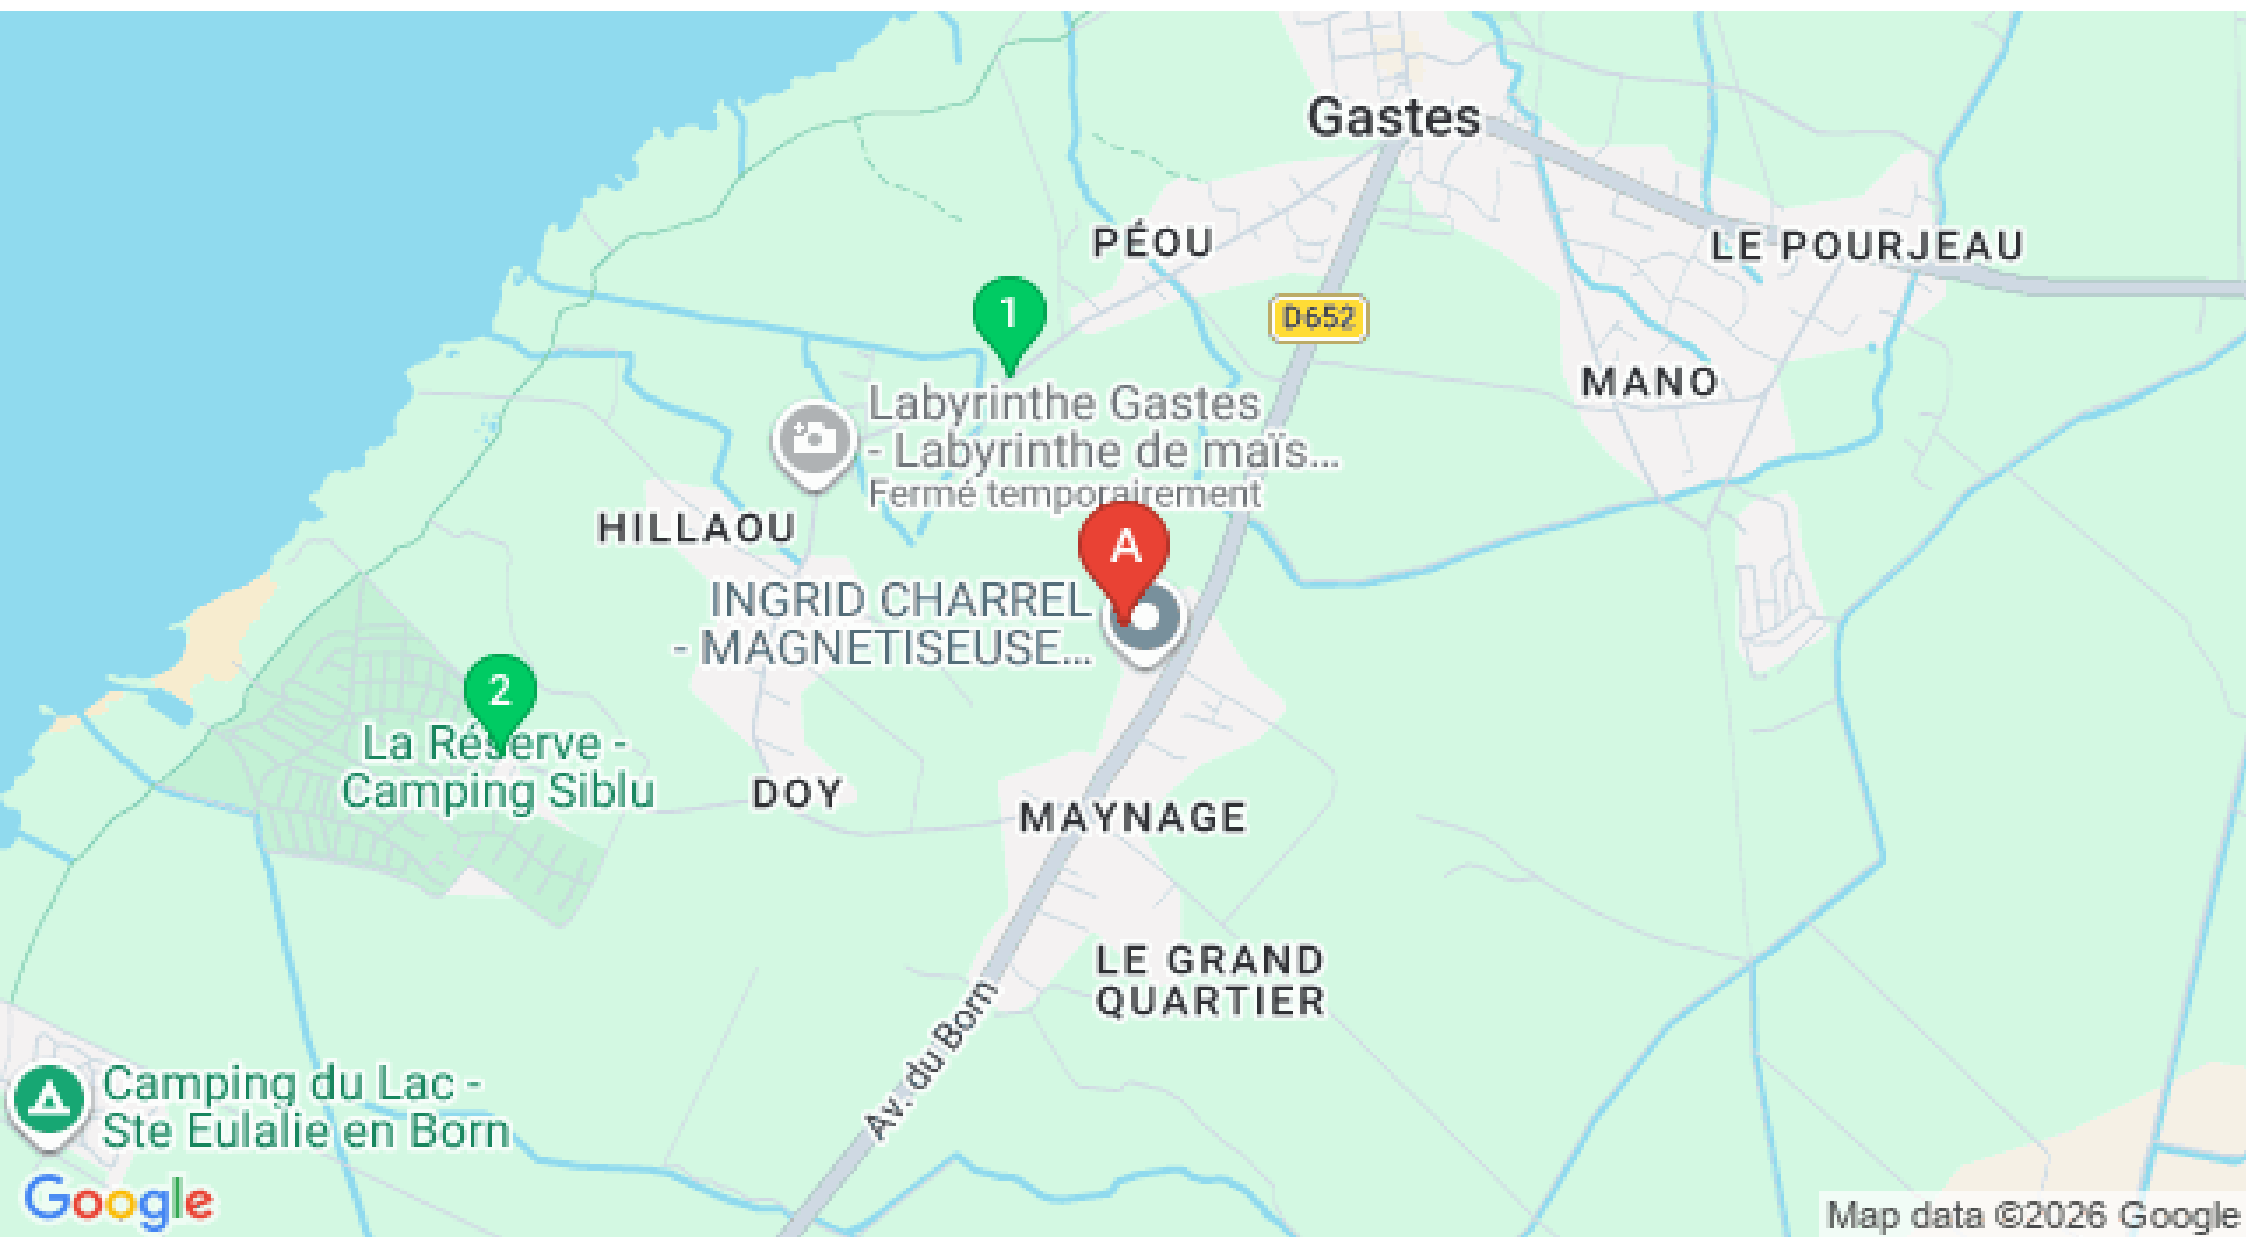 Gastes
PÉOU
LE POURJEAU
1
D652
MANO
Labyrinthe Gastes
- Labyrinthe de maïs...
Fermé temporairement
HILLAOU
A
INGRID CHARREL
- MAGNETISEUSE...
2
La Réserve -
Camping Siblu
DOY
MAYNAGE
LE GRAND
QUARTIER
Av. du Born
Camping du Lac -
Ste Eulalie en Born
Google
Map data ©2026 Google